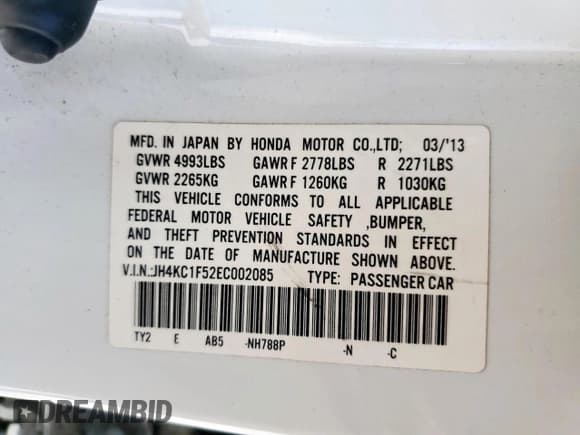 MFD. IN JAPAN BY HONDA MOTOR CO.,LTD; 03/'13
GVWR 4993LBS GAWR F 2778LBS R 2271LBS
GVWR 2265KG GAWR F 1260KG R 1030KG
THIS VEHICLE CONFORMS TO ALL APPLICABLE
FEDERAL MOTOR VEHICLE SAFETY ,BUMPER,
AND THEFT PREVENTION STANDARDS IN EFFECT
ON THE DATE OF MANUFACTURE SHOWN ABOVE.
V.I.N.:JH4KC1F52EC002085 TYPE: PASSENGER CAR
TY2 E AB5 -NH788P -N -C
DREAMBID